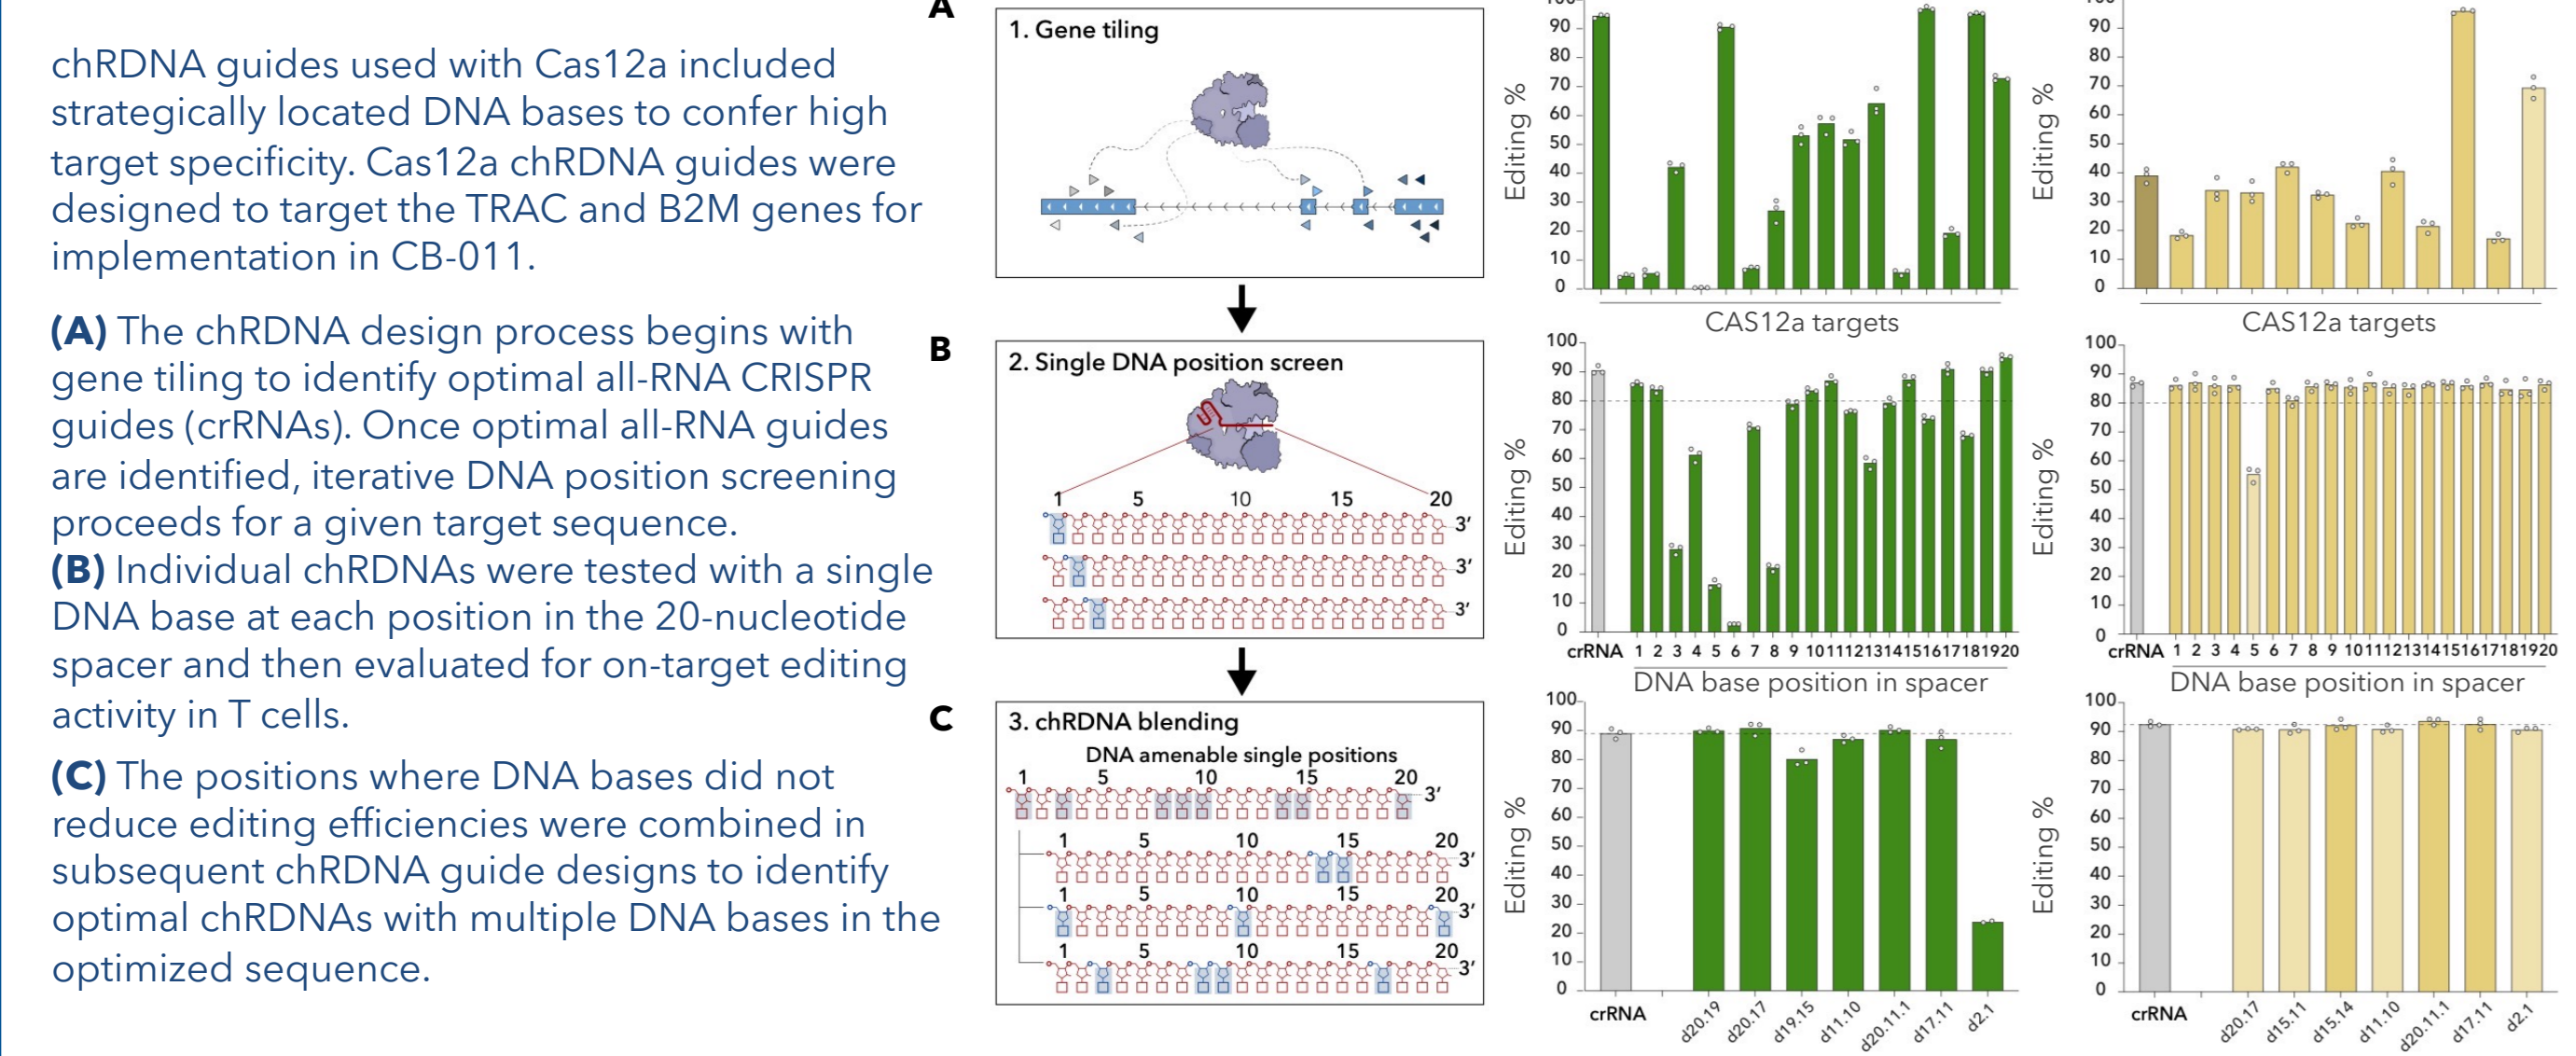 chRDNA guides used with Cas12a included
strategically located DNA bases to confer high
target specificity. Cas12a chRDNA guides were
designed to target the TRAC and B2M genes for
implementation in CB-011.
(A) The chRDNA design process begins with
gene tiling to identify optimal all-RNA CRISPR
guides (crRNAs). Once optimal all-RNA guides
are identified, iterative DNA position screening
proceeds for a given target sequence.
(B) Individual chRDNAs were tested with a single
DNA base at each position in the 20-nucleotide
spacer and then evaluated for on-target editing
activity in T cells.
(C) The positions where DNA bases did not
reduce editing efficiencies were combined in
subsequent chRDNA guide designs to identify
optimal chRDNAs with multiple DNA bases in the
optimized sequence.
A
1. Gene tiling
Editing %
100
90
80
70
60
50
40
30
20
10
0
CAS12a targets
Editing %
100
90
80
70
60
50
40
30
20
10
0
CAS12a targets
B
2. Single DNA position screen
1 5 10 15 20
3'
3'
3'
Editing %
100
90
80
70
60
50
40
30
20
10
0
crRNA 1 2 3 4 5 6 7 8 9 10 11 12 13 14 15 16 17 18 19 20
DNA base position in spacer
Editing %
100
90
80
70
60
50
40
30
20
10
0
crRNA 1 2 3 4 5 6 7 8 9 10 11 12 13 14 15 16 17 18 19 20
DNA base position in spacer
C
3. chRDNA blending
DNA amenable single positions
1 5 10 15 20
3'
1 5 10 15 20
3'
1 5 10 15 20
3'
1 5 10 15 20
3'
Editing %
100
90
80
70
60
50
40
30
20
10
0
crRNA d20.19 d20.17 d19.15 d11.10 d20.11.1 d17.11 d2.1
Editing %
100
90
80
70
60
50
40
30
20
10
0
crRNA d20.17 d15.11 d15.14 d11.10 d20.11.1 d17.11 d2.1